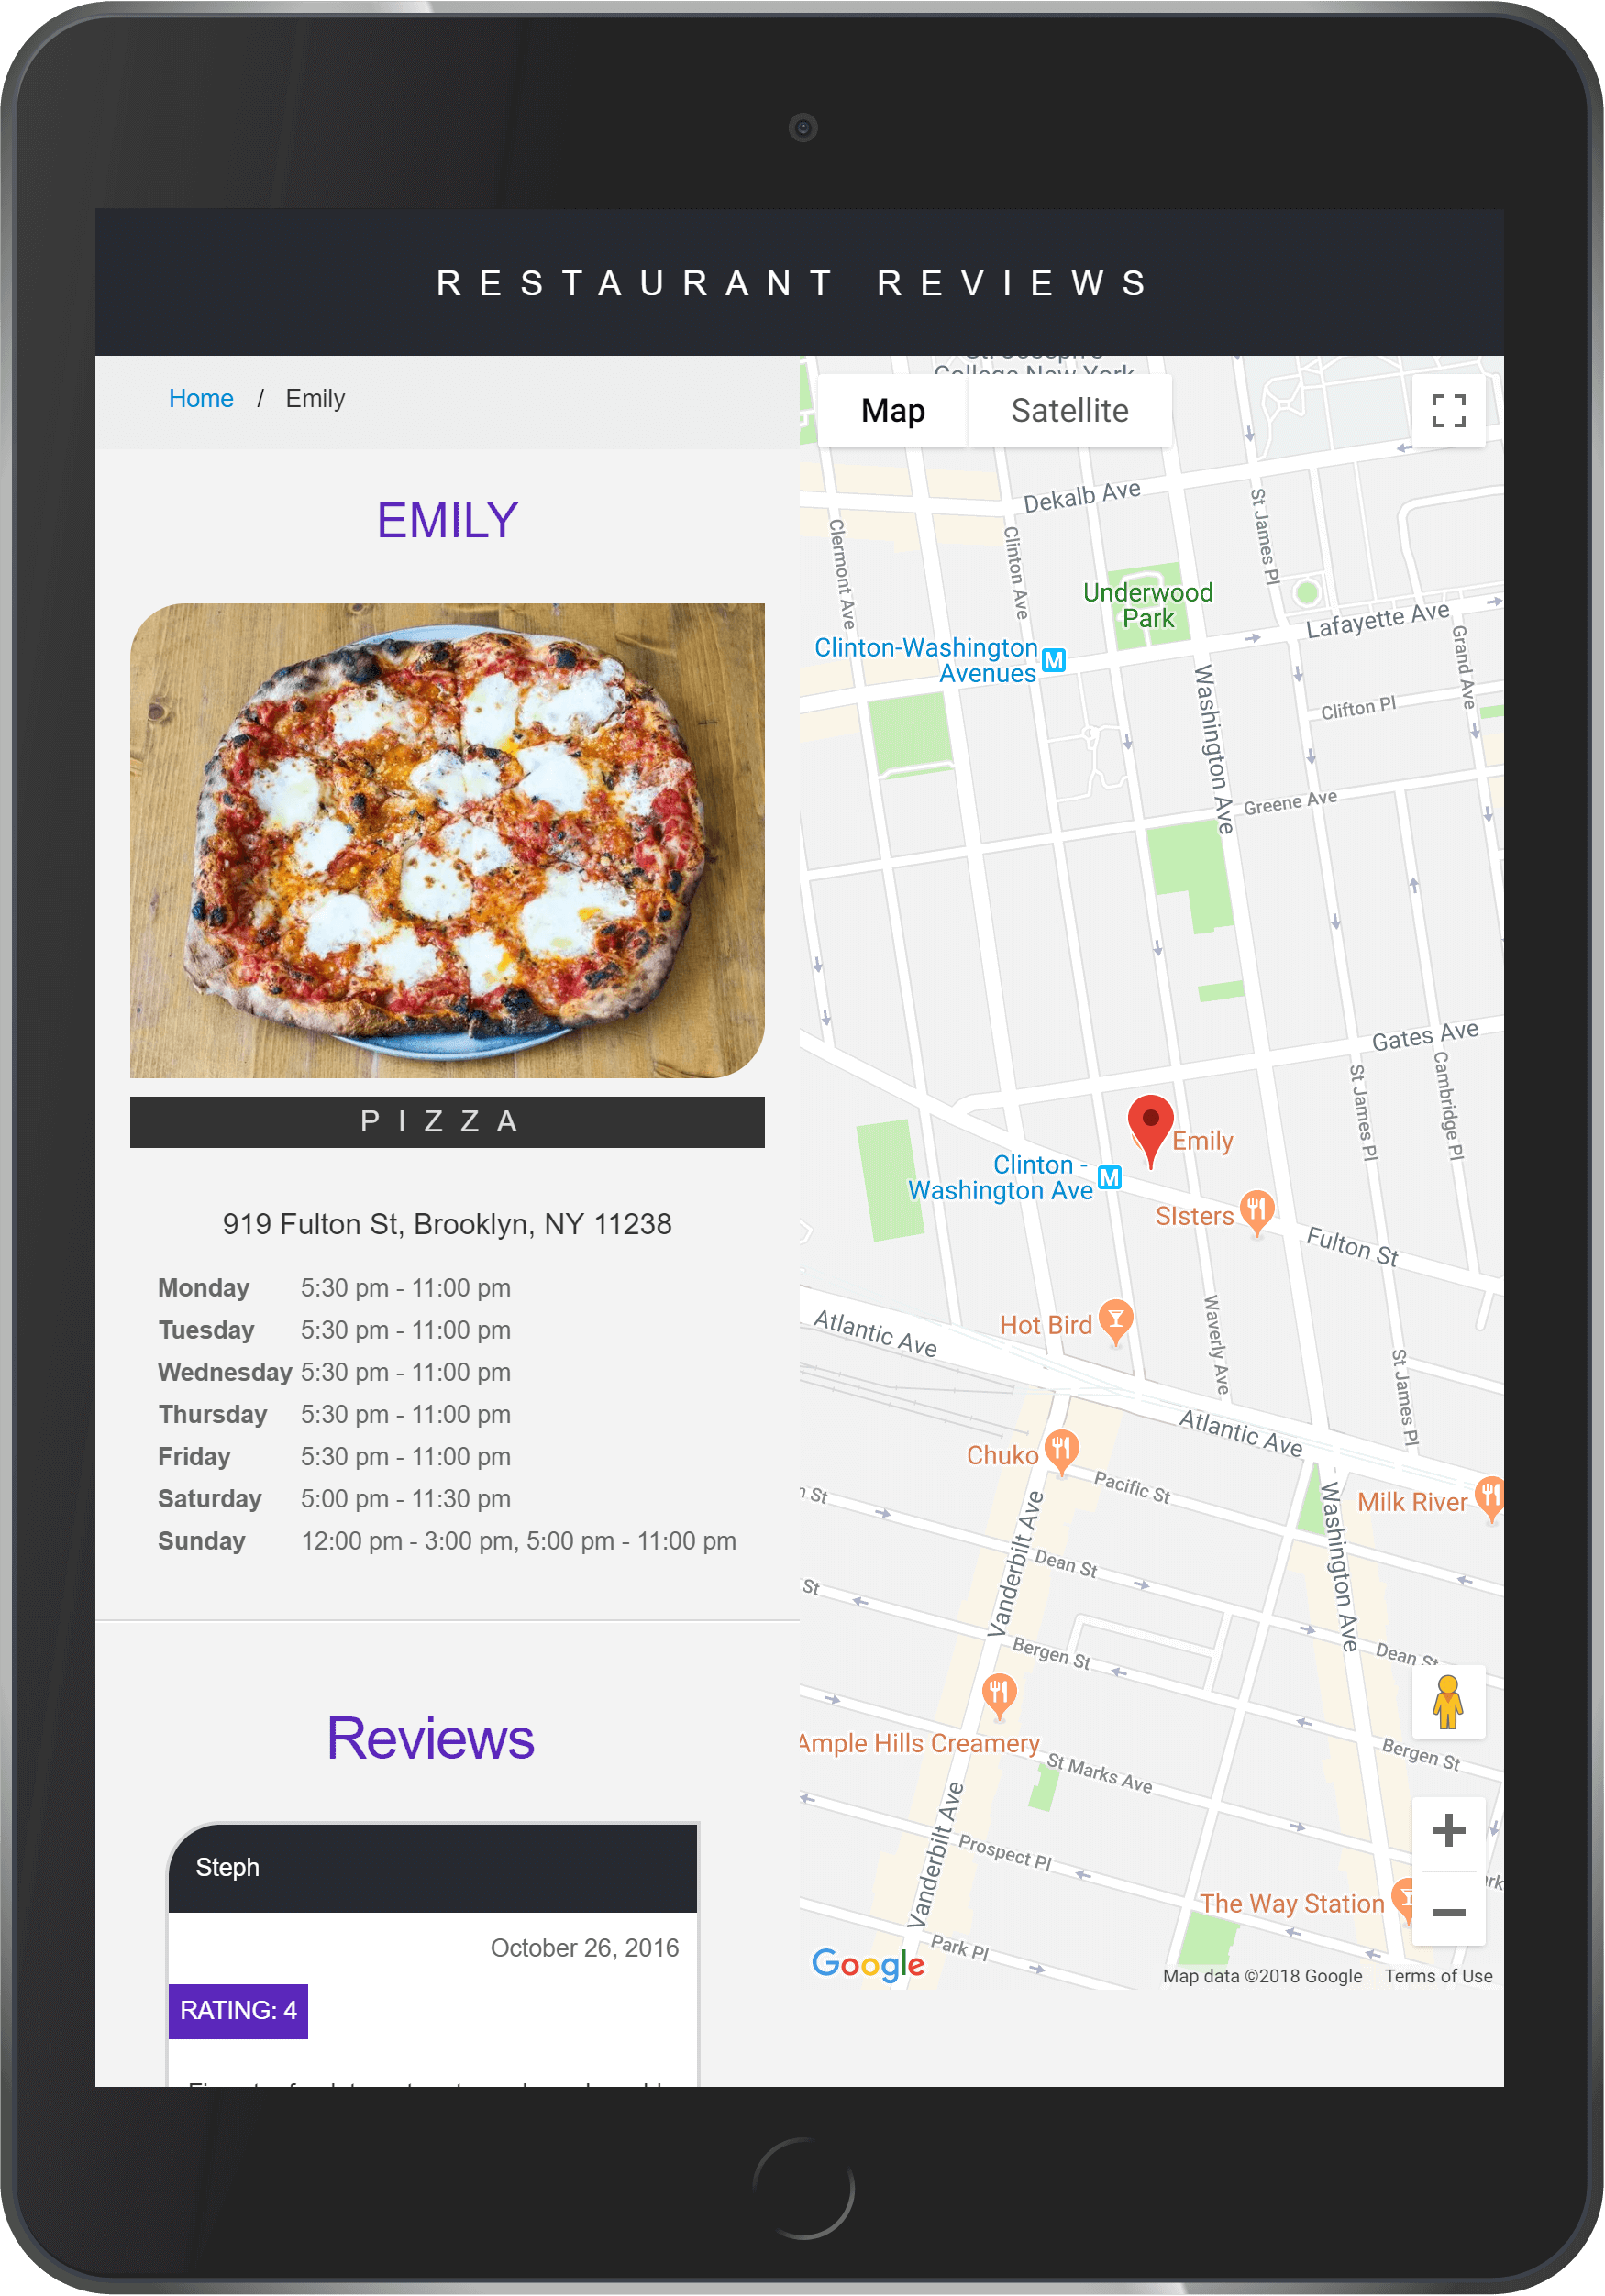 RESTAURANT REVIEWS
Home / Emily
EMILY
PIZZA
919 Fulton St, Brooklyn, NY 11238
Monday 5:30 pm - 11:00 pm
Tuesday 5:30 pm - 11:00 pm
Wednesday 5:30 pm - 11:00 pm
Thursday 5:30 pm - 11:00 pm
Friday 5:30 pm - 11:00 pm
Saturday 5:00 pm - 11:30 pm
Sunday 12:00 pm - 3:00 pm, 5:00 pm - 11:00 pm
Reviews
Steph
October 26, 2016
RATING: 4
College New York
Map
Satellite
Dekalb Ave
Clermont Ave
Clinton Ave
St James Pl
Underwood
Park
Lafayette Ave
Grand Ave
Clinton-Washington
Avenues
M
Washington Ave
Clifton Pl
Greene Ave
Gates Ave
St James Pl
Cambridge Pl
Emily
Clinton -
Washington Ave
M
SIsters
Fulton St
Hot Bird
Atlantic Ave
Waverly Ave
St James Pl
Atlantic Ave
Chuko
Pacific St
Milk River
n St
Vanderbilt Ave
Washington Ave
Dean St
St
Bergen St
Dean St
Ample Hills Creamery
Bergen St
St Marks Ave
Vanderbilt Ave
Prospect Pl
The Way Station
Park Pl
Google
Map data ©2018 Google
Terms of Use